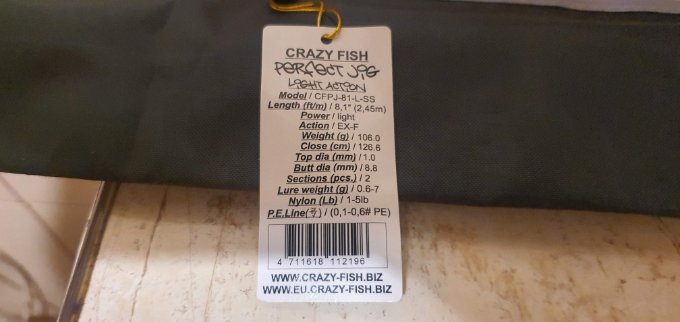 CRAZY FISH
PERFECT JIG
LIGHT ACTION
Model / CFPJ-81-L-SS
Length (ft/m) / 8,1" (2,45m)
Power / light
Action / EX-F
Weight (g) / 106.0
Close (cm) / 126.6
Top dia (mm) / 1.0
Butt dia (mm) / 8.8
Sections (pcs.) / 2
Lure weight (g) / 0.6-7
Nylon (Lb) / 1-5lb
P.E.Line(号) / (0,1-0,6# PE)
4 711618 112196
WWW.CRAZY-FISH.BIZ
WWW.EU.CRAZY-FISH.BIZ